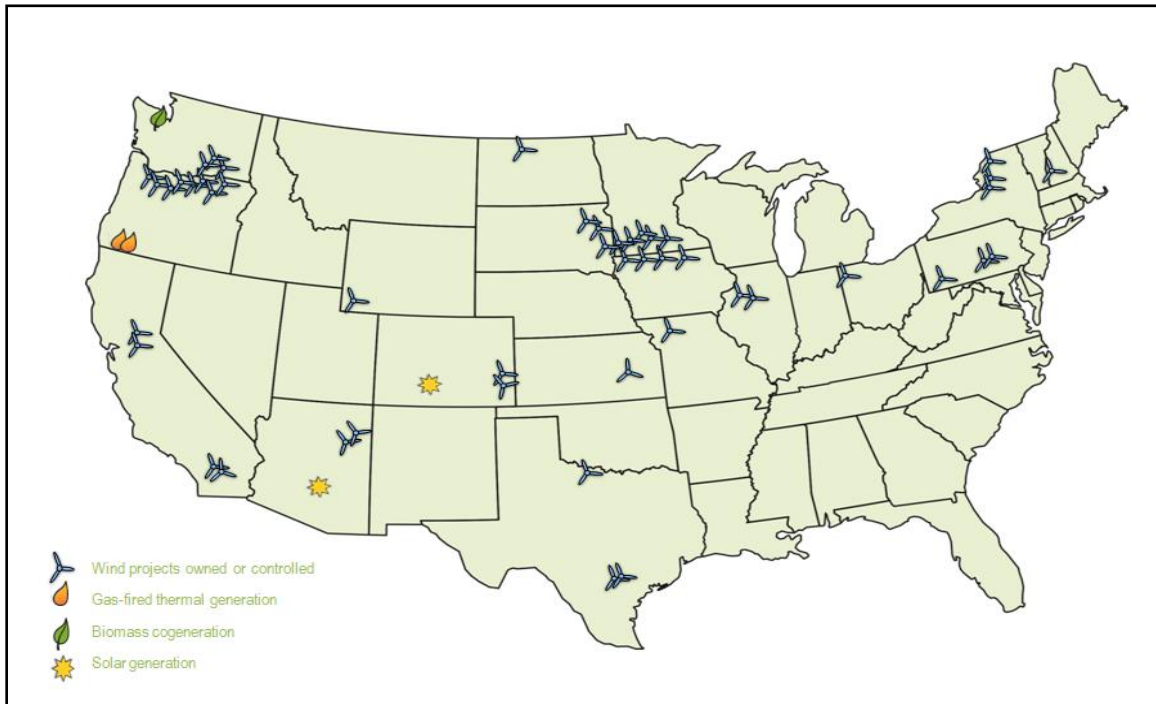 Wind projects owned or controlled
Gas-fired thermal generation
Biomass cogeneration
Solar generation